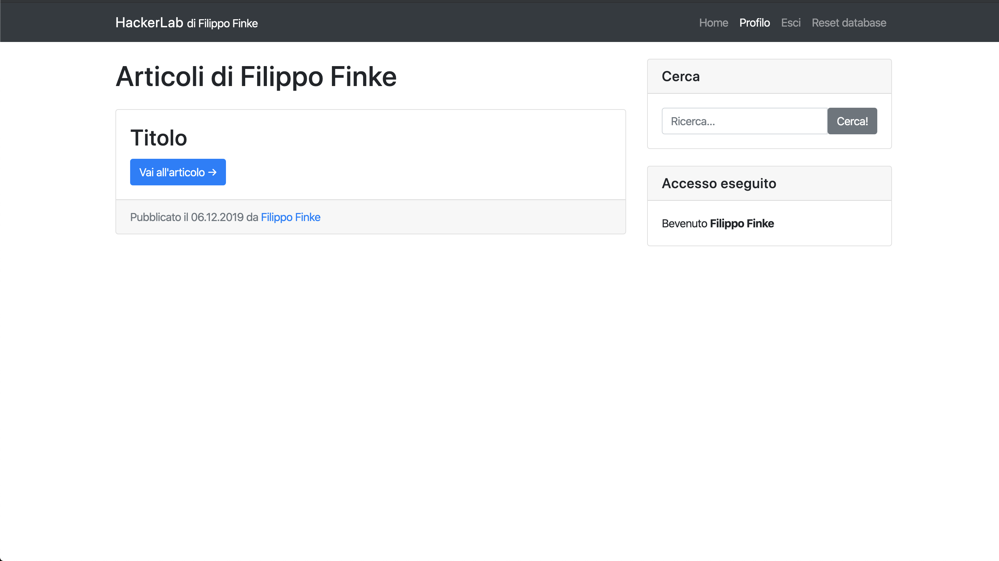 HackerLab di Filippo Finke
Home Profilo Esci Reset database
Articoli di Filippo Finke
Titolo
Vai all'articolo →
Pubblicato il 06.12.2019 da Filippo Finke
Cerca
Ricerca... Cerca!
Accesso eseguito
Bevenuto Filippo Finke